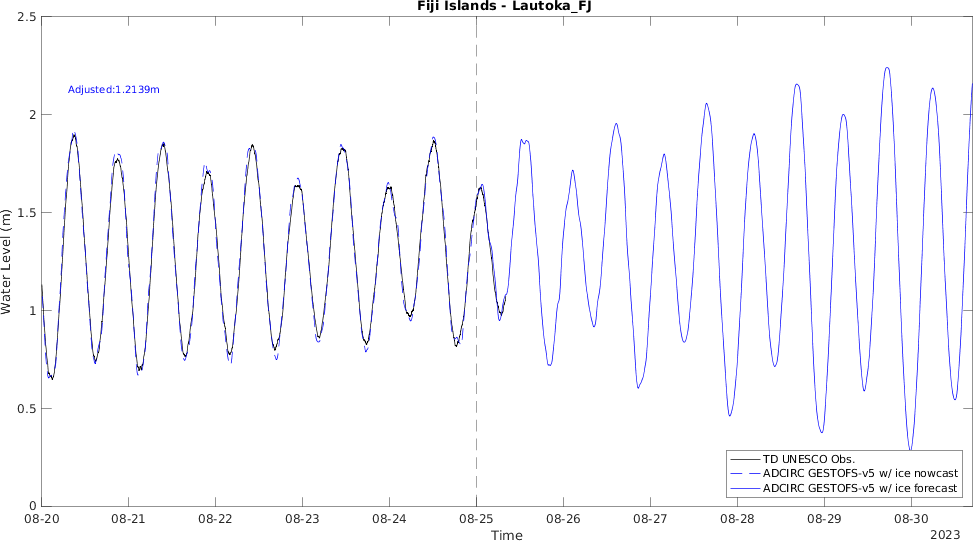 Fiji Islands - Lautoka_FJ
2.5
Adjusted:1.2139m
2
1.5
Water Level (m)
1
0.5
0
TD UNESCO Obs.
ADCIRC GESTOFS-v5 w/ ice nowcast
ADCIRC GESTOFS-v5 w/ ice forecast
08-20 08-21 08-22 08-23 08-24 08-25 08-26 08-27 08-28 08-29 08-30
Time
2023